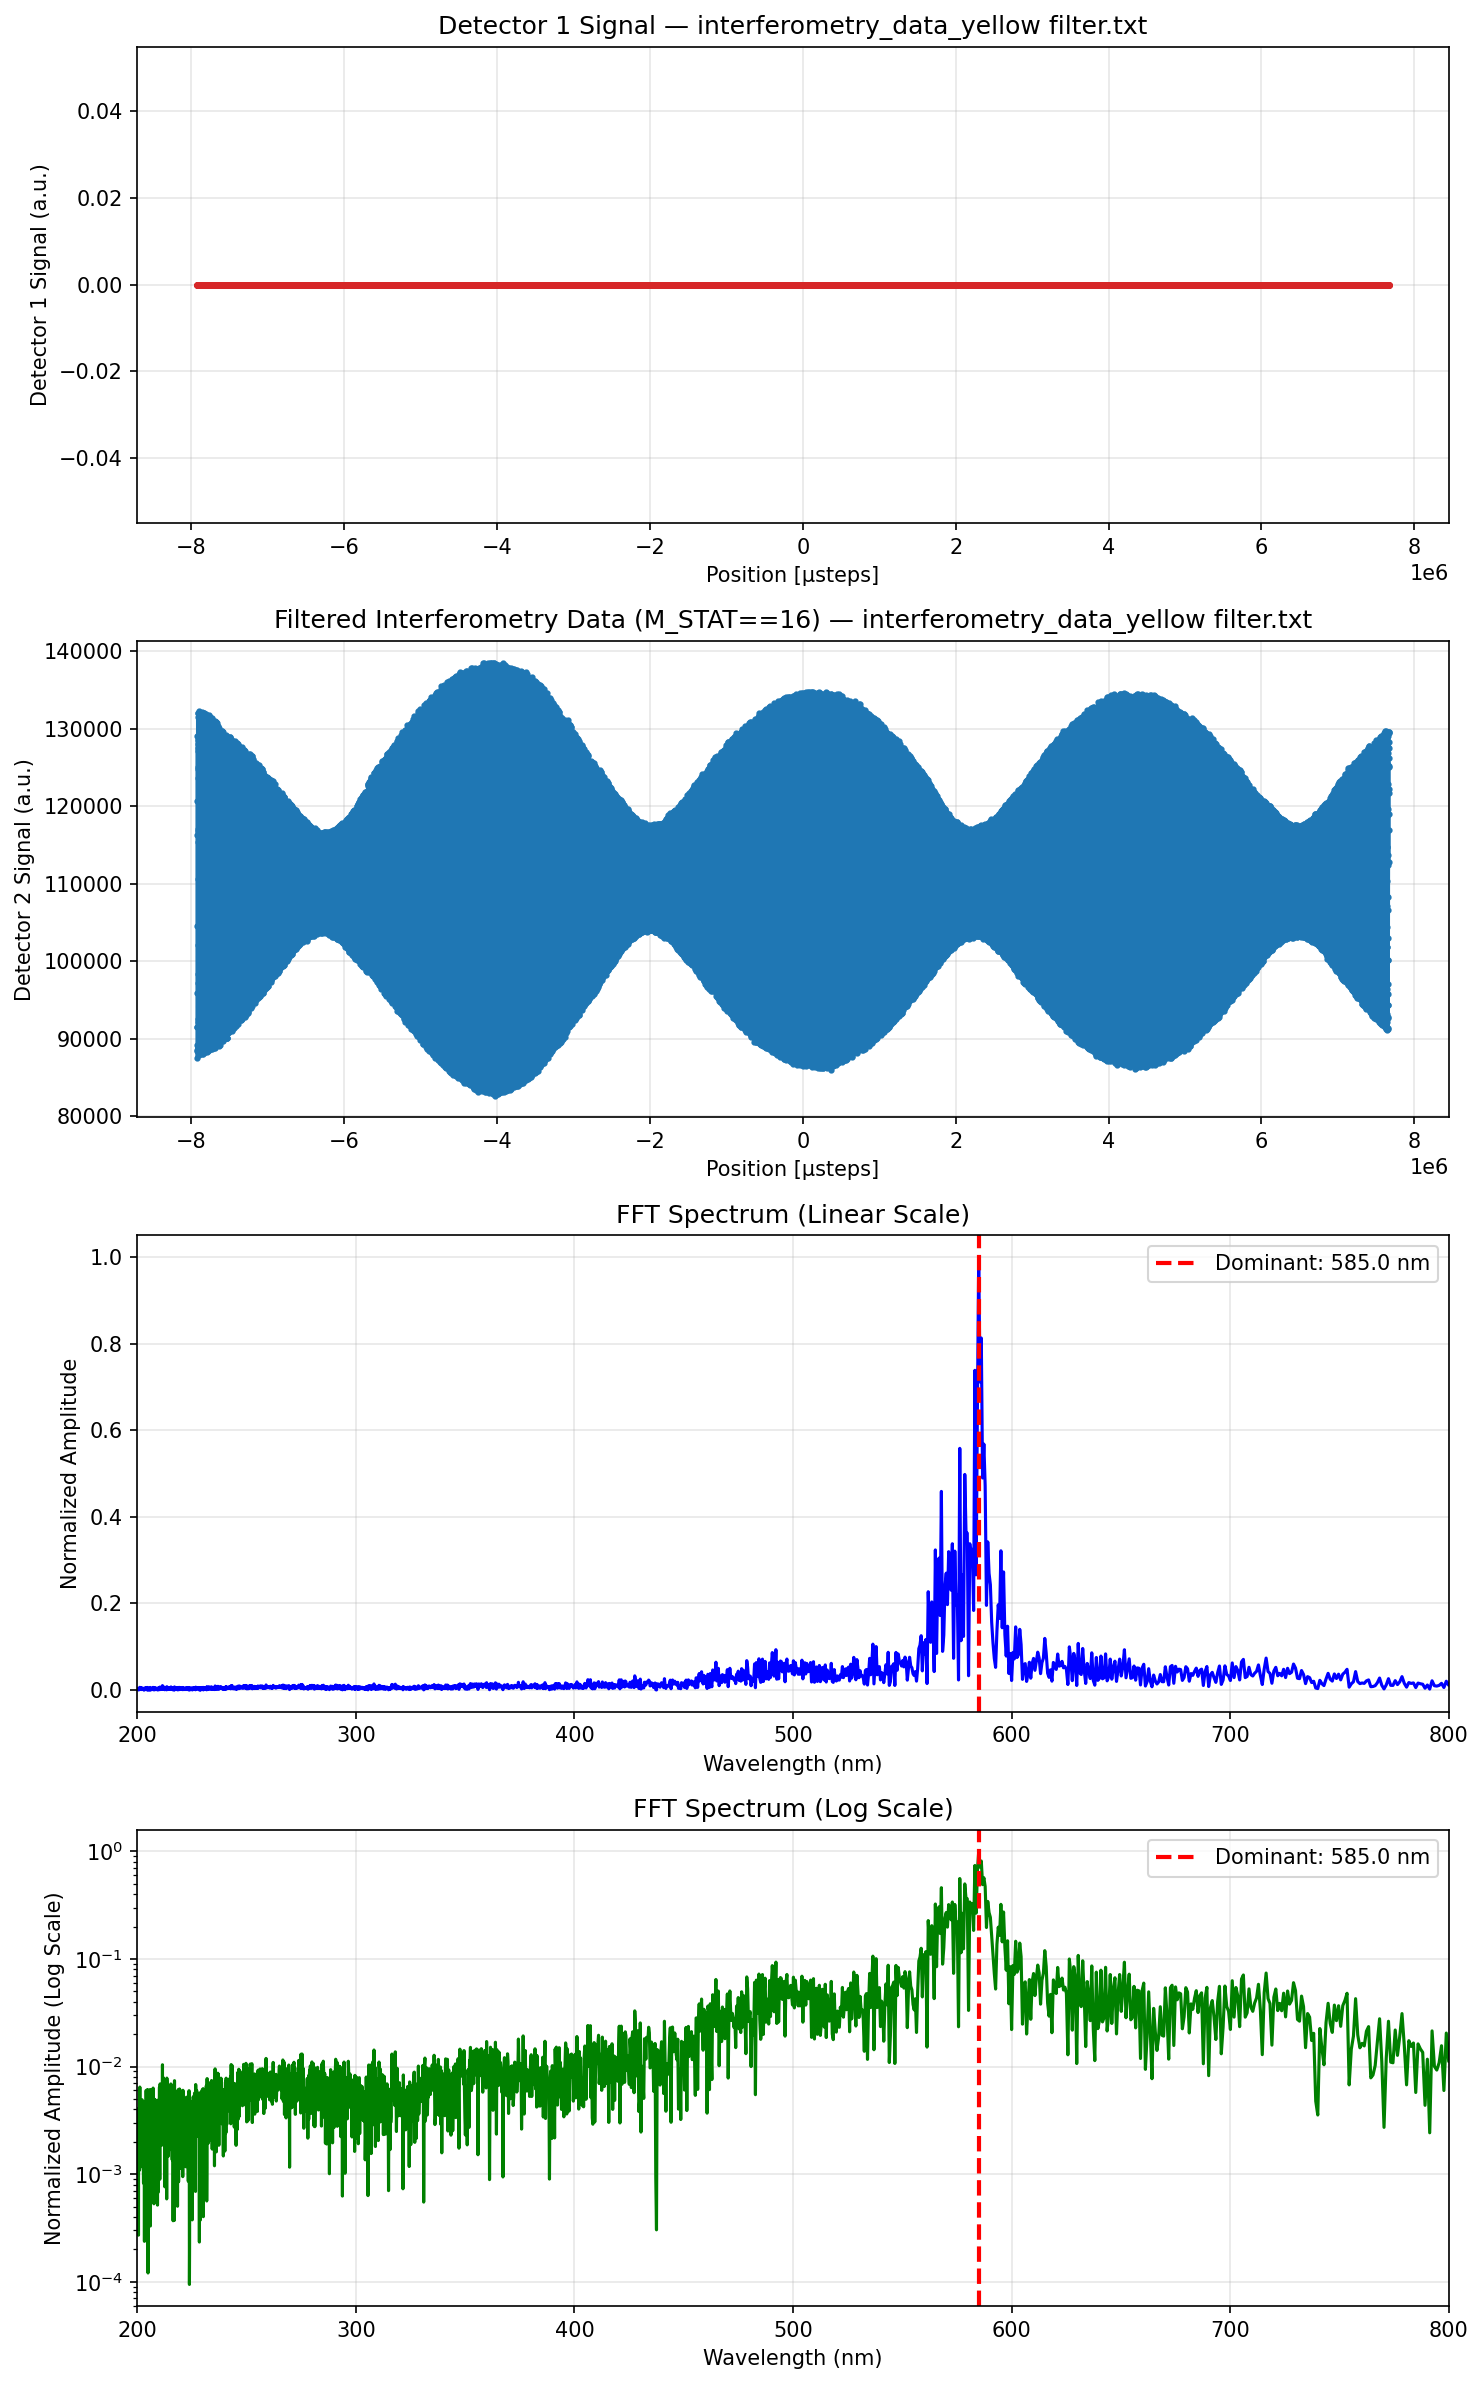 Detector 1 Signal — interferometry_data_yellow filter.txt
Detector 1 Signal (a.u.)
0.04
0.02
0.00
−0.02
−0.04
−8 −6 −4 −2 0 2 4 6 8
1e6
Position [µsteps]
Filtered Interferometry Data (M_STAT==16) — interferometry_data_yellow filter.txt
Detector 2 Signal (a.u.)
140000
130000
120000
110000
100000
90000
80000
−8 −6 −4 −2 0 2 4 6 8
1e6
Position [µsteps]
FFT Spectrum (Linear Scale)
Normalized Amplitude
Dominant: 585.0 nm
1.0
0.8
0.6
0.4
0.2
0.0
200 300 400 500 600 700 800
Wavelength (nm)
FFT Spectrum (Log Scale)
Normalized Amplitude (Log Scale)
Dominant: 585.0 nm
10⁰
10⁻¹
10⁻²
10⁻³
10⁻⁴
200 300 400 500 600 700 800
Wavelength (nm)